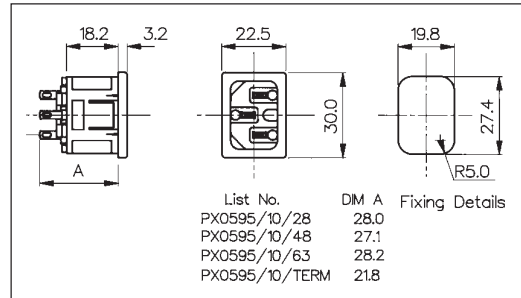 18.2
3.2
22.5
19.8
30.0
27.4
A
R5.0
List No. DIM A Fixing Details
PX0595/10/28 28.0
PX0595/10/48 27.1
PX0595/10/63 28.2
PX0595/10/TERM 21.8